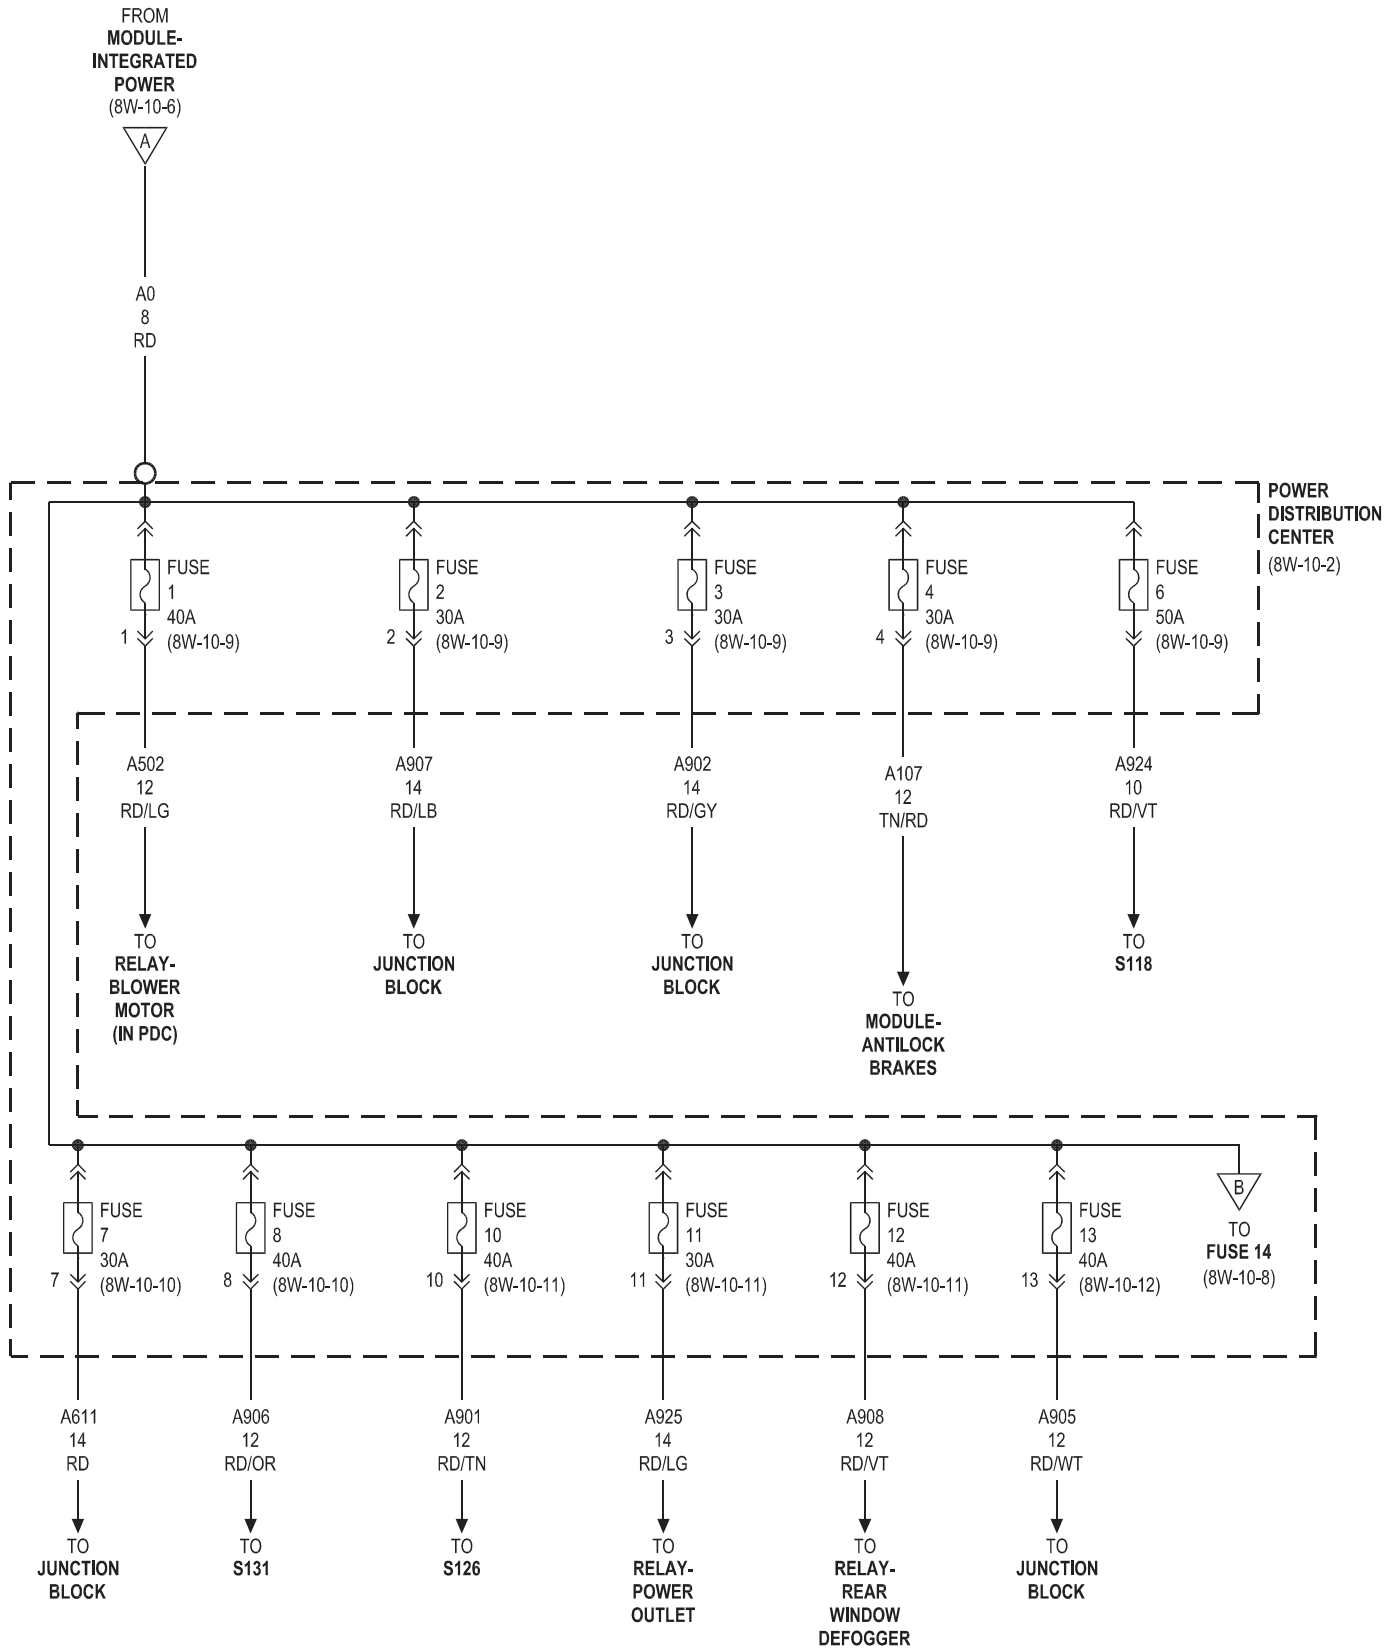 FROM
MODULE-
INTEGRATED
POWER
(8W-10-6)
A
A0
8
RD
POWER
DISTRIBUTION
CENTER
(8W-10-2)
FUSE
1
40A
(8W-10-9)
1
FUSE
2
30A
(8W-10-9)
2
FUSE
3
30A
(8W-10-9)
3
FUSE
4
30A
(8W-10-9)
4
FUSE
6
50A
(8W-10-9)
A502
12
RD/LG
A907
14
RD/LB
A902
14
RD/GY
A107
12
TN/RD
A924
10
RD/VT
TO
RELAY-
BLOWER
MOTOR
(IN PDC)
TO
JUNCTION
BLOCK
TO
JUNCTION
BLOCK
TO
MODULE-
ANTILOCK
BRAKES
TO
S118
FUSE
7
30A
(8W-10-10)
7
FUSE
8
40A
(8W-10-10)
8
FUSE
10
40A
(8W-10-11)
10
FUSE
11
30A
(8W-10-11)
11
FUSE
12
40A
(8W-10-11)
12
FUSE
13
40A
(8W-10-12)
13
B
TO
FUSE 14
(8W-10-8)
A611
14
RD
A906
12
RD/OR
A901
12
RD/TN
A925
14
RD/LG
A908
12
RD/VT
A905
12
RD/WT
TO
JUNCTION
BLOCK
TO
S131
TO
S126
TO
RELAY-
POWER
OUTLET
TO
RELAY-
REAR
WINDOW
DEFOGGER
TO
JUNCTION
BLOCK